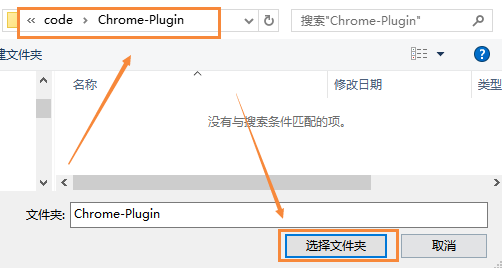 « code Chrome-Plugin 搜索"Chrome-Plugin"
建文件夹
名称 修改日期 类型
没有与搜索条件匹配的项。
文件夹: Chrome-Plugin
选择文件夹 取消